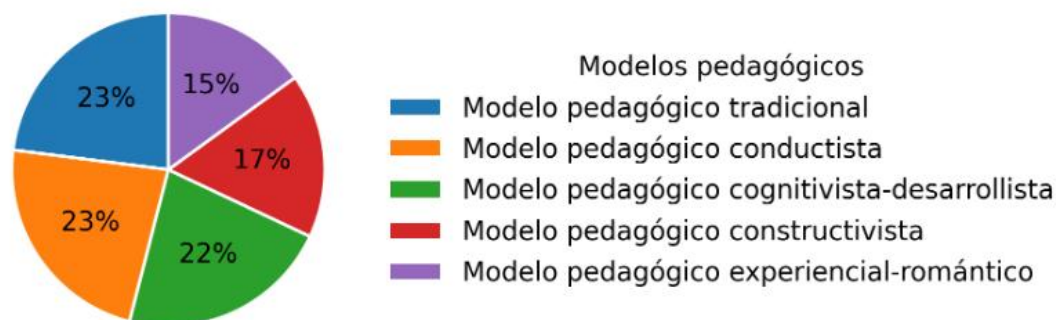 23%
15%
17%
23%
22%
Modelos pedagógicos
Modelo pedagógico tradicional
Modelo pedagógico conductista
Modelo pedagógico cognitivista-desarrollista
Modelo pedagógico constructivista
Modelo pedagógico experiencial-romántico